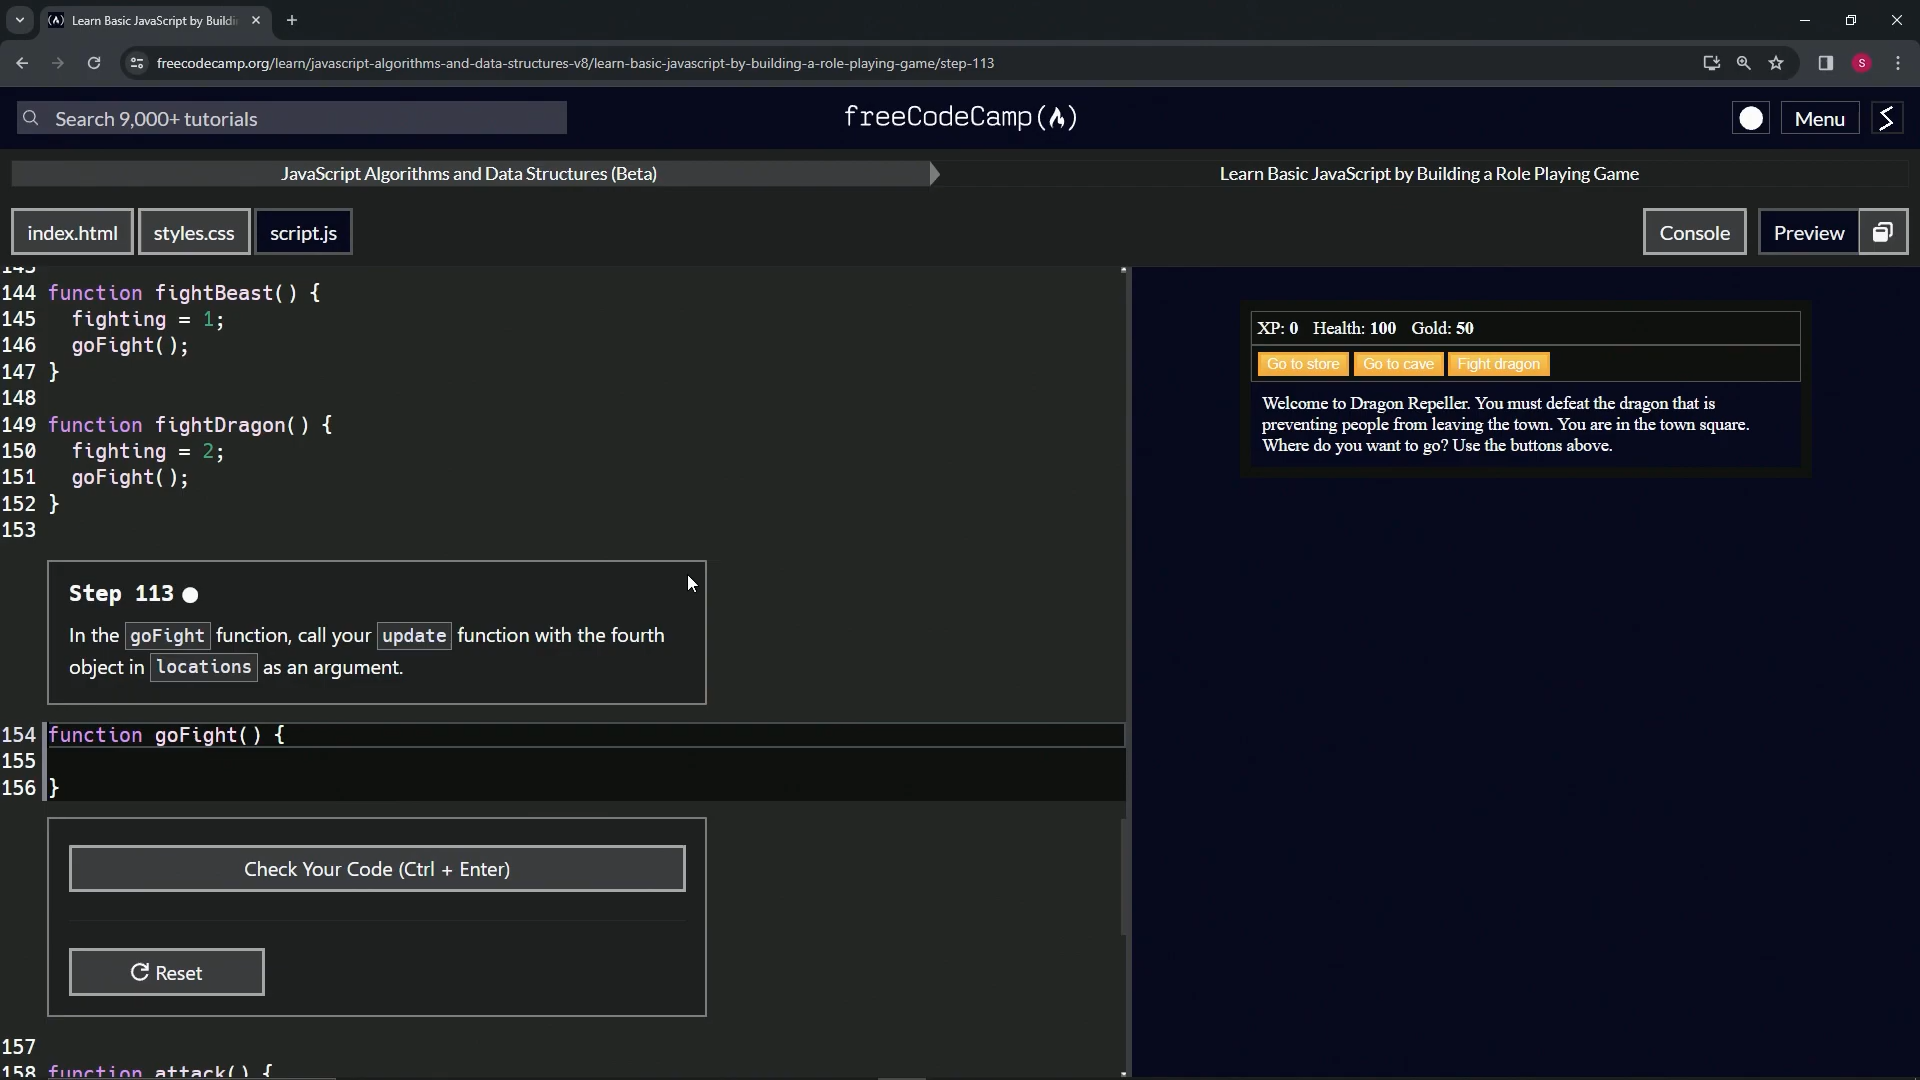 Learn Basic JavaScript by Buildi
freecodecamp.org/learn/javascript-algorithms-and-data-structures-v8/learn-basic-javascript-by-building-a-role-playing-game/step-113
S
Search 9,000+ tutorials
freeCodeCamp
Menu
JavaScript Algorithms and Data Structures (Beta)
Learn Basic JavaScript by Building a Role Playing Game
index.html
styles.css
script.js
Console
Preview
143
144 function fightBeast() {
145 fighting = 1;
146 goFight();
147 }
148
149 function fightDragon() {
150 fighting = 2;
151 goFight();
152 }
153
Step 113
In the goFight function, call your update function with the fourth
object in locations as an argument.
154 function goFight() {
155
156 }
Check Your Code (Ctrl + Enter)
Reset
157
158 function attack() {
XP: 0 Health: 100 Gold: 50
Go to store
Go to cave
Fight dragon
Welcome to Dragon Repeller. You must defeat the dragon that is
preventing people from leaving the town. You are in the town square.
Where do you want to go? Use the buttons above.